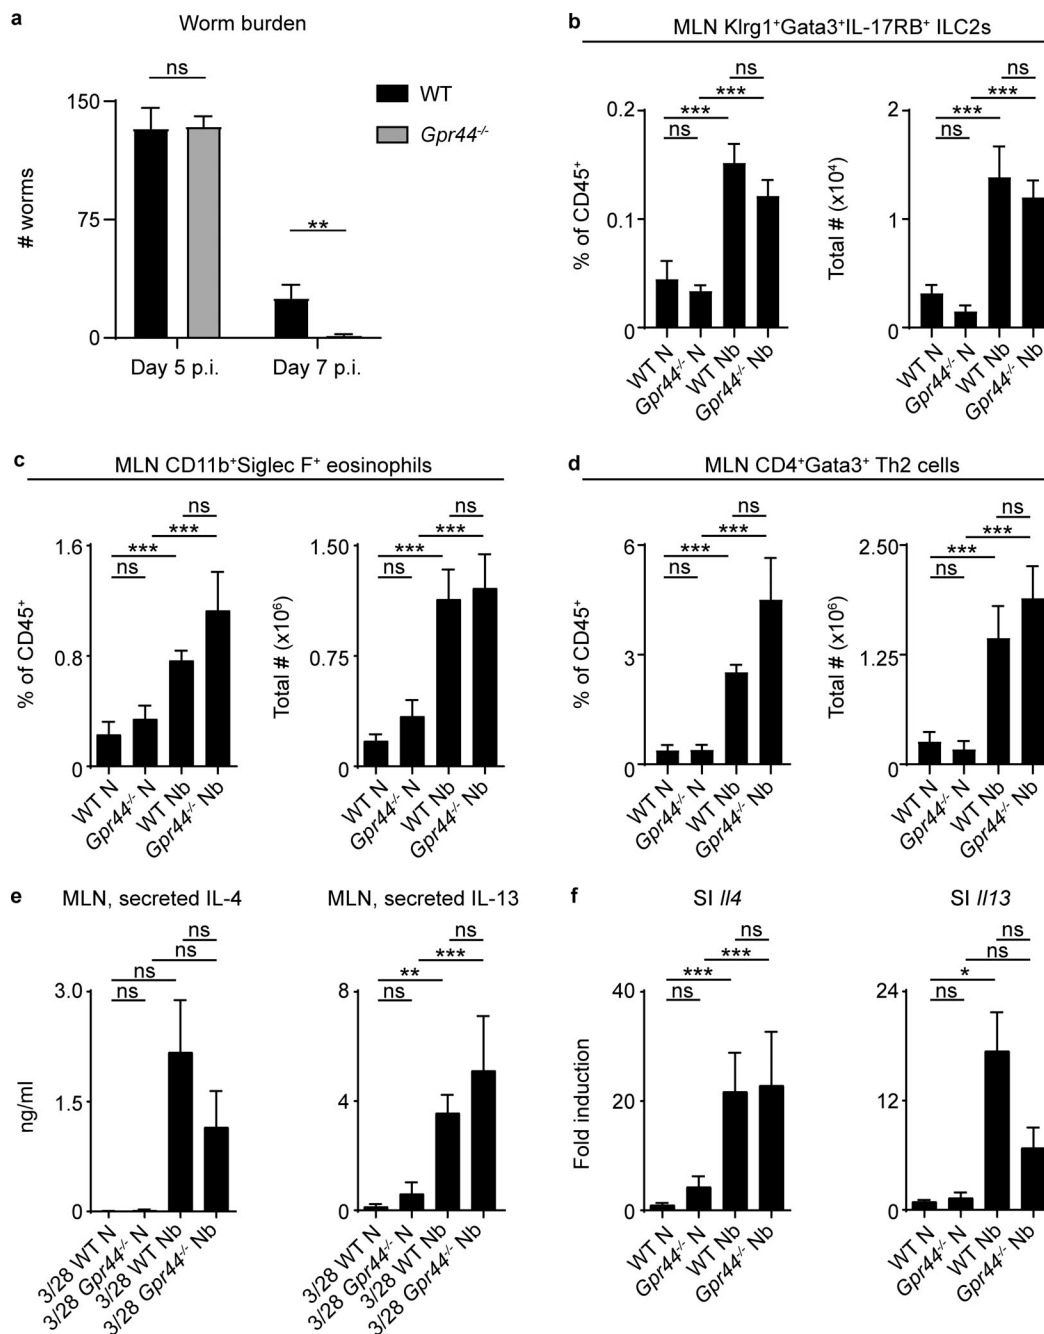 a Worm burden
ns
**
150
75
0
# worms
Day 5 p.i.
Day 7 p.i.
WT
Gpr44-/-
b MLN Klrg1+Gata3+IL-17RB+ ILC2s
ns
***
***
ns
0.2
0.1
0
% of CD45+
WT N
Gpr44-/- N
WT Nb
Gpr44-/- Nb
ns
***
***
ns
2
1
0
Total # (x10⁴)
WT N
Gpr44-/- N
WT Nb
Gpr44-/- Nb
c MLN CD11b+Siglec F+ eosinophils
ns
***
***
ns
1.6
0.8
0
% of CD45+
WT N
Gpr44-/- N
WT Nb
Gpr44-/- Nb
ns
***
***
ns
1.50
0.75
0
Total # (x10⁶)
WT N
Gpr44-/- N
WT Nb
Gpr44-/- Nb
d MLN CD4+Gata3+ Th2 cells
ns
***
***
ns
6
3
0
% of CD45+
WT N
Gpr44-/- N
WT Nb
Gpr44-/- Nb
ns
***
***
ns
2.50
1.25
0
Total # (x10⁶)
WT N
Gpr44-/- N
WT Nb
Gpr44-/- Nb
e MLN, secreted IL-4
ns
ns
ns
ns
3.0
1.5
0
ng/ml
3/28 WT N
3/28 Gpr44-/- N
3/28 WT Nb
3/28 Gpr44-/- Nb
MLN, secreted IL-13
ns
***
**
ns
8
4
0
3/28 WT N
3/28 Gpr44-/- N
3/28 WT Nb
3/28 Gpr44-/- Nb
f SI Il4
ns
***
***
ns
40
20
0
Fold induction
WT N
Gpr44-/- N
WT Nb
Gpr44-/- Nb
SI Il13
ns
ns
*
ns
24
12
0
WT N
Gpr44-/- N
WT Nb
Gpr44-/- Nb